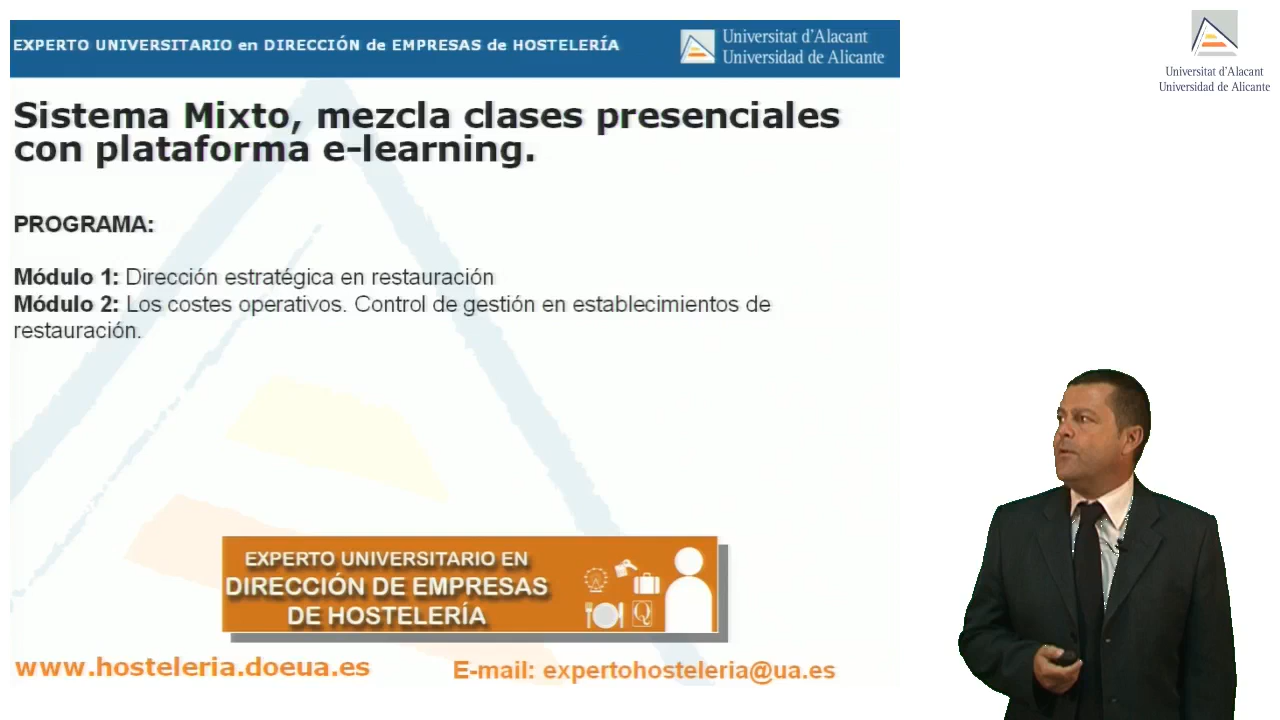 EXPERTO UNIVERSITARIO en DIRECCIÓN de EMPRESAS de HOSTELERÍA
Universitat d'Alacant
Universidad de Alicante
Universitat d'Alacant
Universidad de Alicante
Sistema Mixto, mezcla clases presenciales
con plataforma e-learning.
PROGRAMA:
Módulo 1: Dirección estratégica en restauración
Módulo 2: Los costes operativos. Control de gestión en establecimientos de
restauración.
EXPERTO UNIVERSITARIO EN
DIRECCIÓN DE EMPRESAS
DE HOSTELERÍA
Q
www.hosteleria.doeua.es
E-mail: expertohosteleria@ua.es